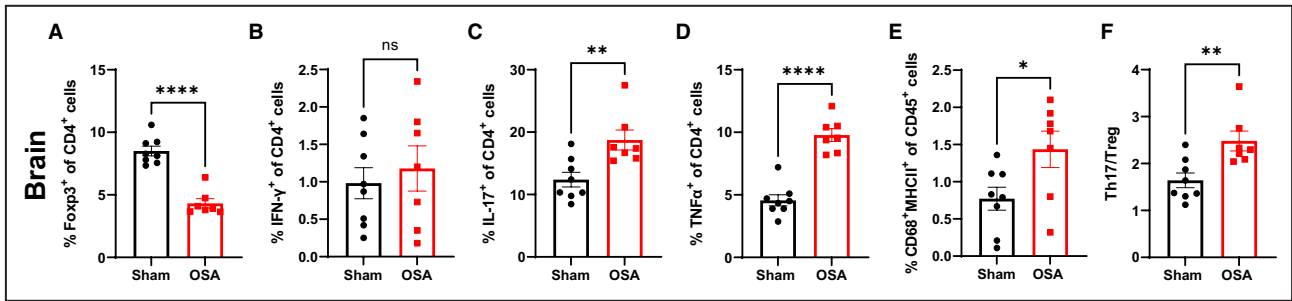 Brain
A
% Foxp3⁺ of CD4⁺ cells
15
10
5
0
****
Sham
OSA
B
% IFN-γ⁺ of CD4⁺ cells
2.5
2.0
1.5
1.0
0.5
0.0
ns
Sham
OSA
C
% IL-17⁺ of CD4⁺ cells
30
20
10
0
**
Sham
OSA
D
% TNFα⁺ of CD4⁺ cells
15
10
5
0
****
Sham
OSA
E
% CD68⁺MHCII⁺ of CD45⁺ cells
2.5
2.0
1.5
1.0
0.5
0.0
*
Sham
OSA
F
Th17/Treg
4
3
2
1
0
**
Sham
OSA